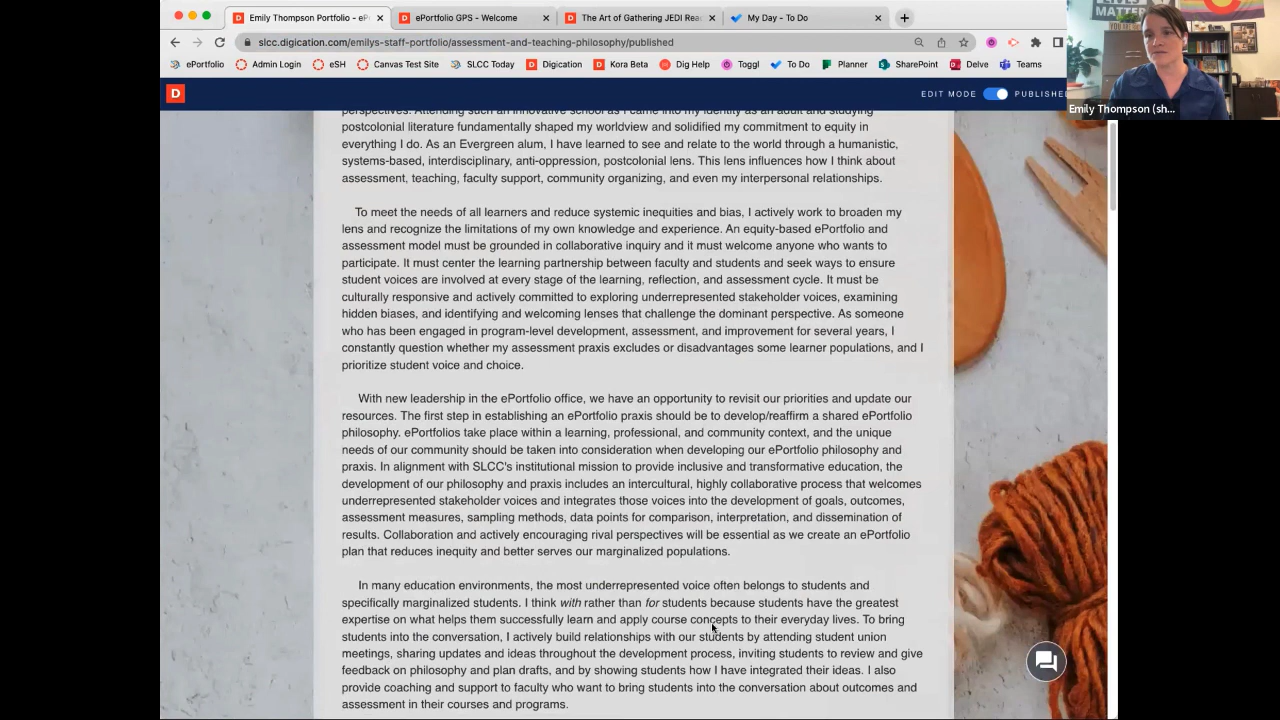 Emily Thompson Portfolio - eP
ePortfolio GPS - Welcome
The Art of Gathering JEDI Rea
My Day - To Do
slcc.digication.com/emilys-staff-portfolio/assessment-and-teaching-philosophy/published
ePortfolio
Admin Login
eSH
Canvas Test Site
SLCC Today
Digication
Kora Beta
Dig Help
Toggl
To Do
Planner
SharePoint
Delve
Teams
LIVES
MATTER
Emily Thompson (sh...
D
EDIT MODE
PUBLISHE
postcolonial literature fundamentally shaped my worldview and solidified my commitment to equity in
everything I do. As an Evergreen alum, I have learned to see and relate to the world through a humanistic,
systems-based, interdisciplinary, anti-oppression, postcolonial lens. This lens influences how I think about
assessment, teaching, faculty support, community organizing, and even my interpersonal relationships.
To meet the needs of all learners and reduce systemic inequities and bias, I actively work to broaden my
lens and recognize the limitations of my own knowledge and experience. An equity-based ePortfolio and
assessment model must be grounded in collaborative inquiry and it must welcome anyone who wants to
participate. It must center the learning partnership between faculty and students and seek ways to ensure
student voices are involved at every stage of the learning, reflection, and assessment cycle. It must be
culturally responsive and actively committed to exploring underrepresented stakeholder voices, examining
hidden biases, and identifying and welcoming lenses that challenge the dominant perspective. As someone
who has been engaged in program-level development, assessment, and improvement for several years, I
constantly question whether my assessment praxis excludes or disadvantages some learner populations, and I
prioritize student voice and choice.
With new leadership in the ePortfolio office, we have an opportunity to revisit our priorities and update our
resources. The first step in establishing an ePortfolio praxis should be to develop/reaffirm a shared ePortfolio
philosophy. ePortfolios take place within a learning, professional, and community context, and the unique
needs of our community should be taken into consideration when developing our ePortfolio philosophy and
praxis. In alignment with SLCC's institutional mission to provide inclusive and transformative education, the
development of our philosophy and praxis includes an intercultural, highly collaborative process that welcomes
underrepresented stakeholder voices and integrates those voices into the development of goals, outcomes,
assessment measures, sampling methods, data points for comparison, interpretation, and dissemination of
results. Collaboration and actively encouraging rival perspectives will be essential as we create an ePortfolio
plan that reduces inequity and better serves our marginalized populations.
In many education environments, the most underrepresented voice often belongs to students and
specifically marginalized students. I think with rather than for students because students have the greatest
expertise on what helps them successfully learn and apply course concepts to their everyday lives. To bring
students into the conversation, I actively build relationships with our students by attending student union
meetings, sharing updates and ideas throughout the development process, inviting students to review and give
feedback on philosophy and plan drafts, and by showing students how I have integrated their ideas. I also
provide coaching and support to faculty who want to bring students into the conversation about outcomes and
assessment in their courses and programs.